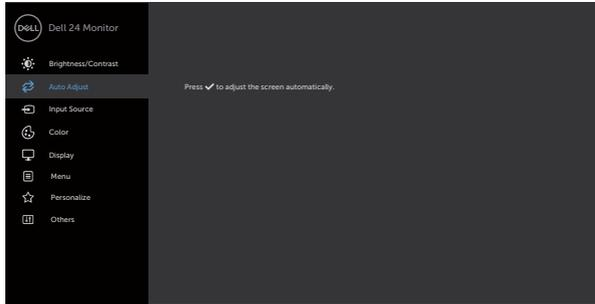 DELL
Dell 24 Monitor
Brightness/Contrast
Auto Adjust
Press ✓ to adjust the screen automatically.
Input Source
Color
Display
Menu
Personalize
Others